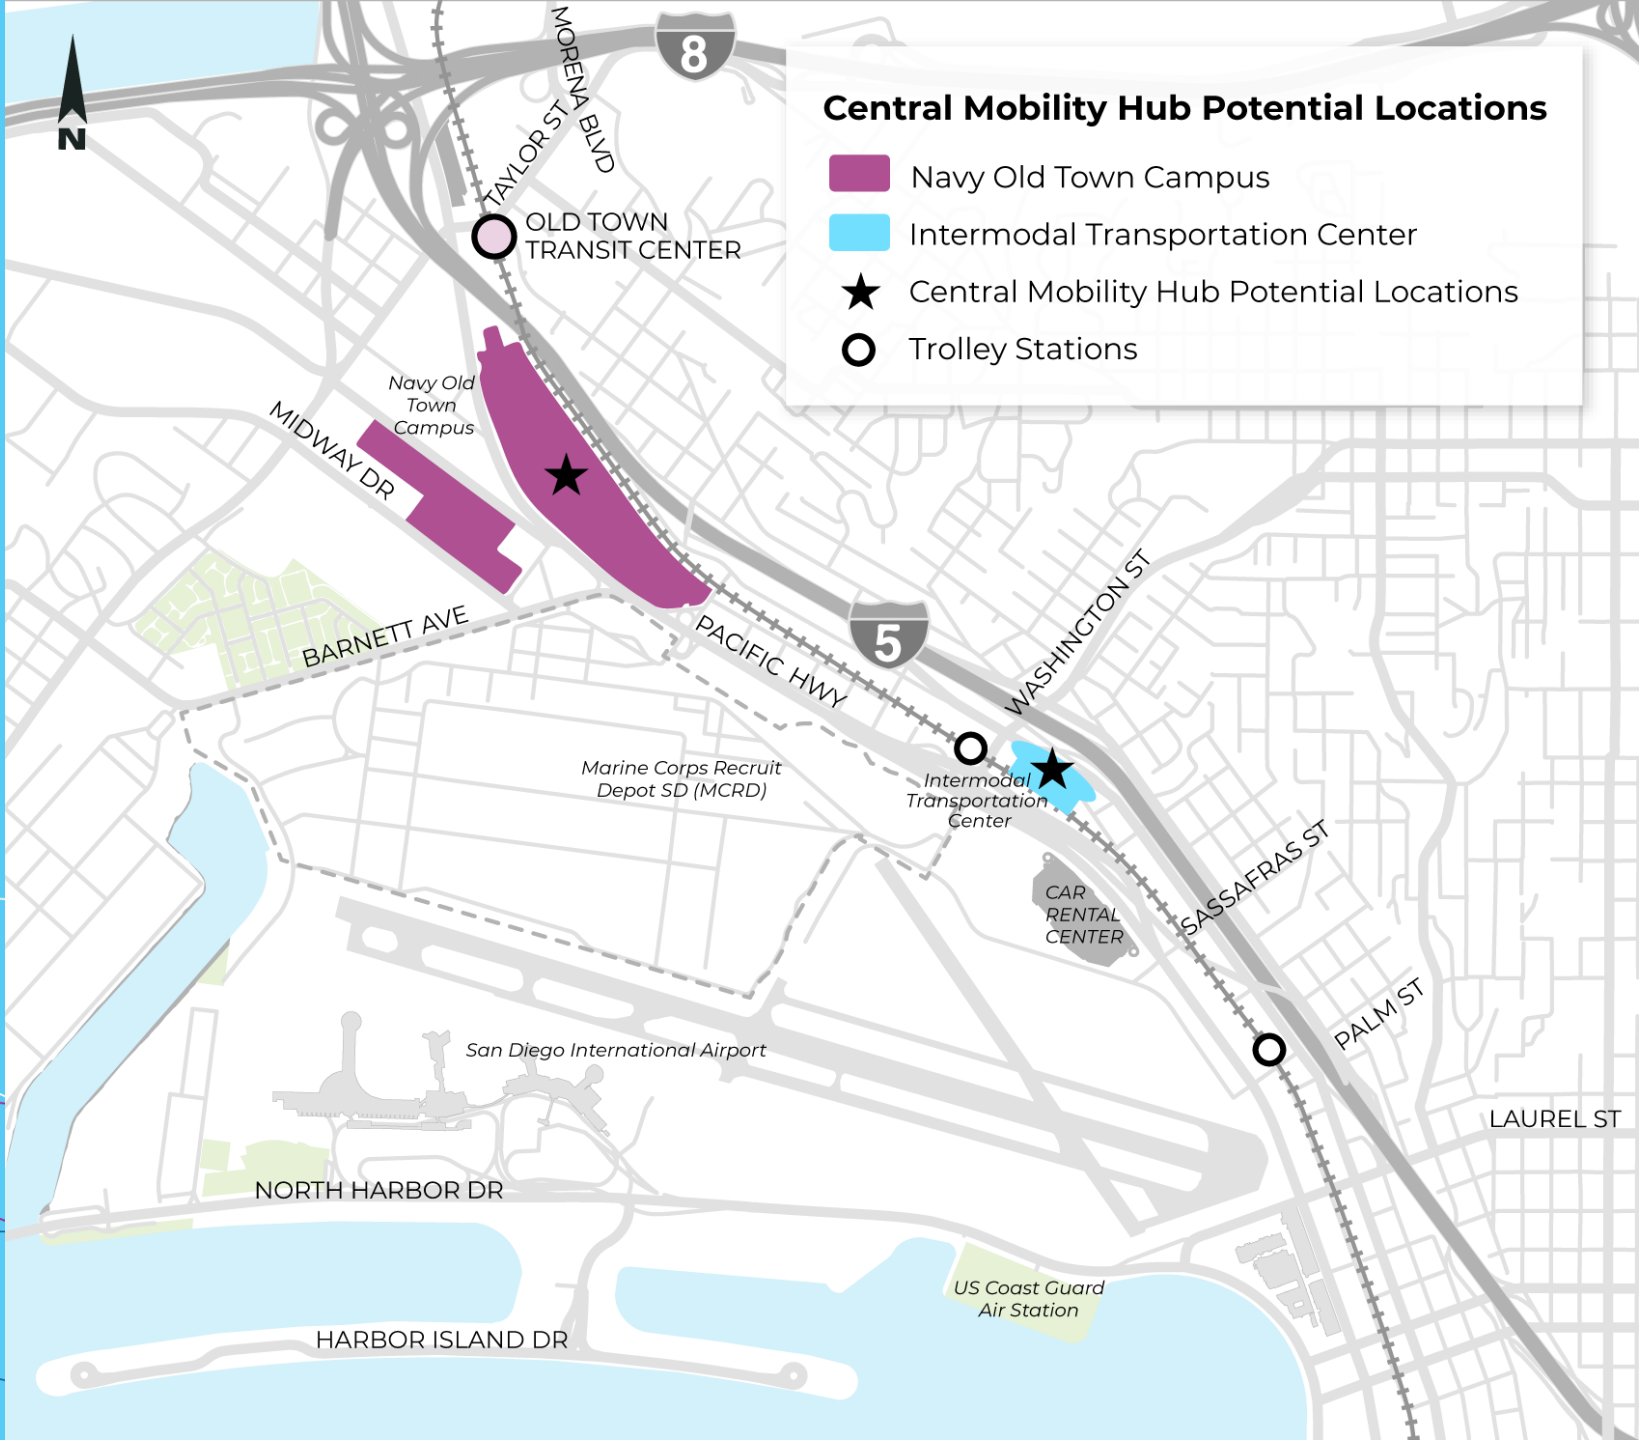 8
MORENA BLVD
TAYLOR ST
N
Central Mobility Hub Potential Locations
Navy Old Town Campus
Intermodal Transportation Center
Central Mobility Hub Potential Locations
Trolley Stations
OLD TOWN
TRANSIT CENTER
Navy Old
Town
Campus
MIDWAY DR
BARNETT AVE
PACIFIC HWY
5
WASHINGTON ST
Marine Corps Recruit
Depot SD (MCRD)
Intermodal
Transportation
Center
SASSAFRAS ST
CAR
RENTAL
CENTER
PALM ST
San Diego International Airport
LAUREL ST
NORTH HARBOR DR
US Coast Guard
Air Station
HARBOR ISLAND DR